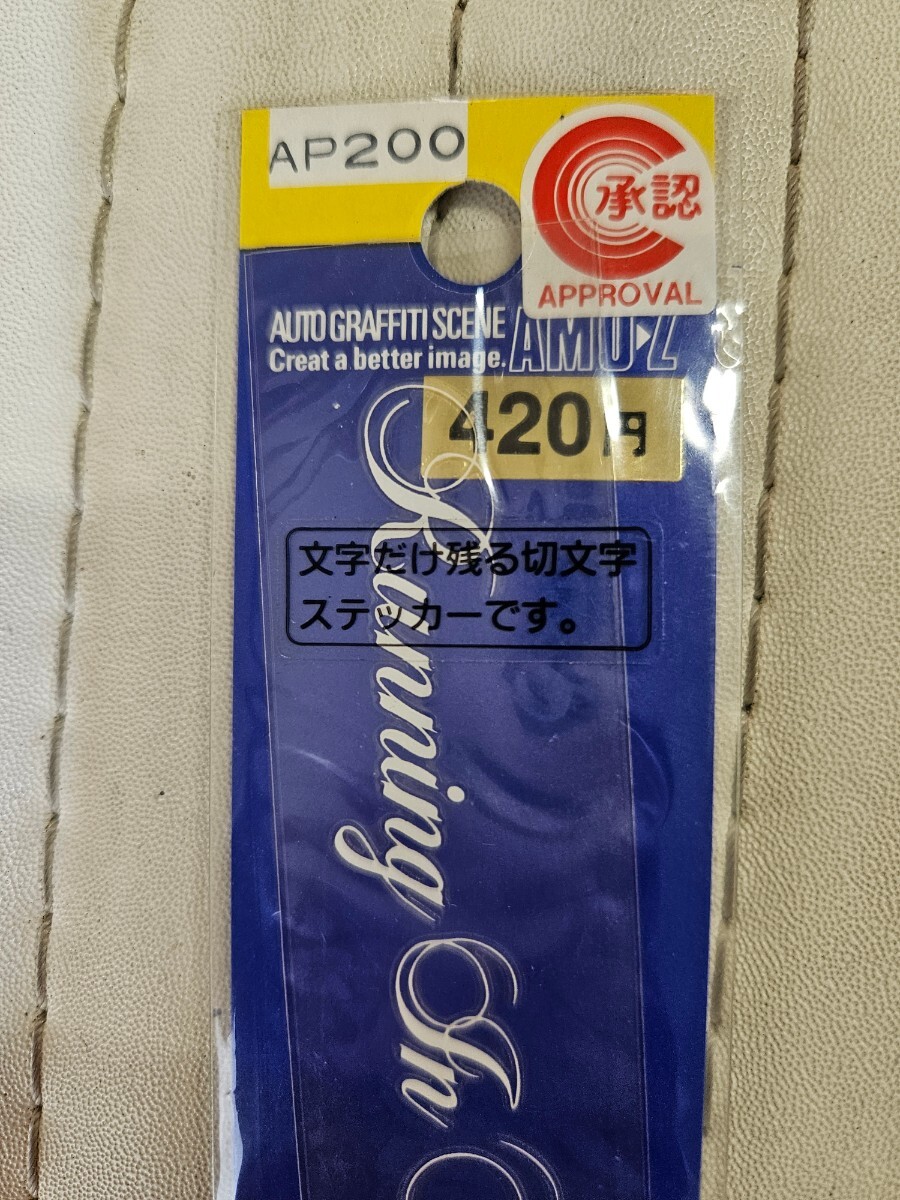 AP200
承認
APPROVAL
AUTO GRAFFITI SCENE
Creat a better image.
AMU-Z
420円
文字だけ残る切文字
ステッカーです。
Running In